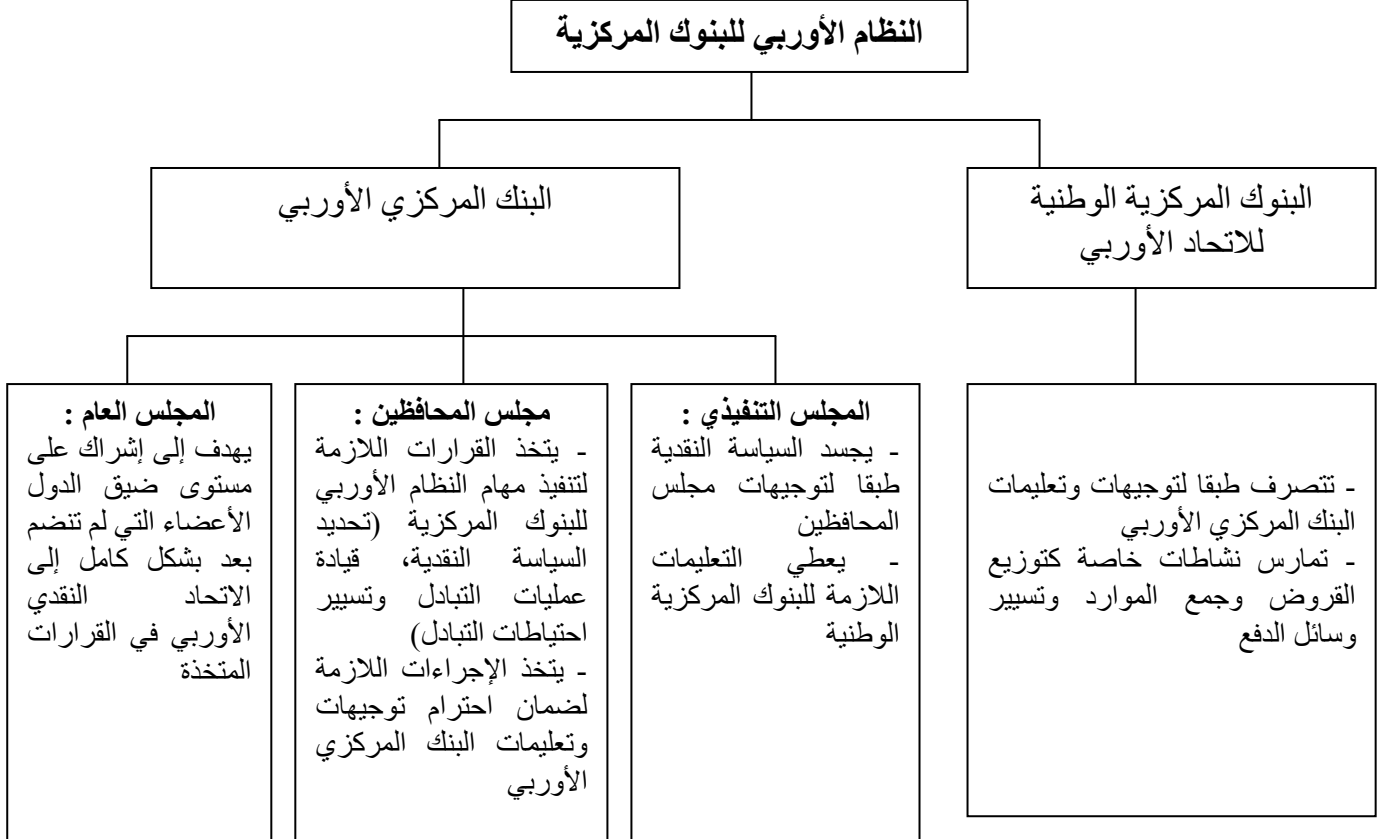 النظام الأوربي للبنوك المركزية
البنوك المركزية الوطنية
للاتحاد الأوربي
البنك المركزي الأوربي
- تتصرف طبقا لتوجيهات وتعليمات
البنك المركزي الأوربي
- تمارس نشاطات خاصة كتوزيع
القروض وجمع الموارد وتسيير
وسائل الدفع
المجلس التنفيذي :
- يجسد السياسة النقدية
طبقا لتوجيهات مجلس
المحافظين
- يعطي التعليمات
اللازمة للبنوك المركزية
الوطنية
مجلس المحافظين :
- يتخذ القرارات اللازمة
لتنفيذ مهام النظام الأوربي
للبنوك المركزية (تحديد
السياسة النقدية، قيادة
عمليات التبادل وتسيير
احتياطات التبادل)
- يتخذ الإجراءات اللازمة
لضمان احترام توجيهات
وتعليمات البنك المركزي
الأوربي
المجلس العام :
يهدف إلى إشراك على
مستوى ضيق الدول
الأعضاء التي لم تنضم
بعد بشكل كامل إلى
الاتحاد النقدي
الأوربي في القرارات
المتخذة